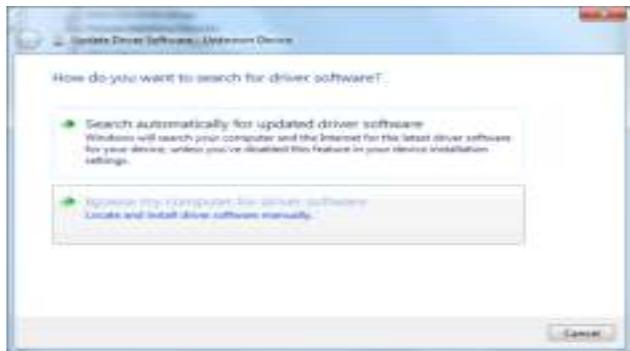 Update Driver Software - Unknown Device
How do you want to search for driver software?
Search automatically for updated driver software
Windows will search your computer and the Internet for the latest driver software
for your device, unless you've disabled this feature in your device installation
settings.
Browse my computer for driver software
Locate and install driver software manually.
Cancel